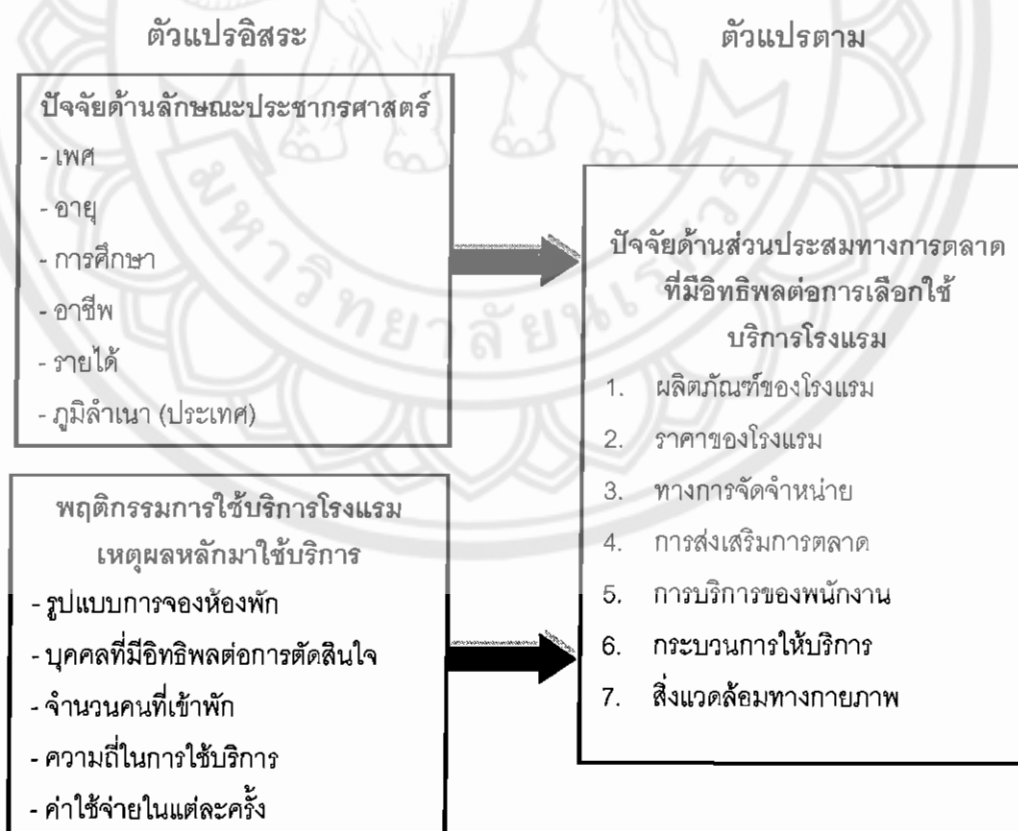 ตัวแปรอิสระ
ตัวแปรตาม
ปัจจัยด้านลักษณะประชากรศาสตร์
- เพศ
- อายุ
- การศึกษา
- อาชีพ
- รายได้
- ภูมิลำเนา (ประเทศ)
พฤติกรรมการใช้บริการโรงแรม
เหตุผลหลักมาใช้บริการ
- รูปแบบการจองห้องพัก
- บุคคลที่มีอิทธิพลต่อการตัดสินใจ
- จำนวนคนที่เข้าพัก
- ความถี่ในการใช้บริการ
- ค่าใช้จ่ายในแต่ละครั้ง
ปัจจัยด้านส่วนประสมทางการตลาด
ที่มีอิทธิพลต่อการเลือกใช้
บริการโรงแรม
1. ผลิตภัณฑ์ของโรงแรม
2. ราคาของโรงแรม
3. ทางการจัดจำหน่าย
4. การส่งเสริมการตลาด
5. การบริการของพนักงาน
6. กระบวนการให้บริการ
7. สิ่งแวดล้อมทางกายภาพ
มหาวิทยาลัยนเรศวร